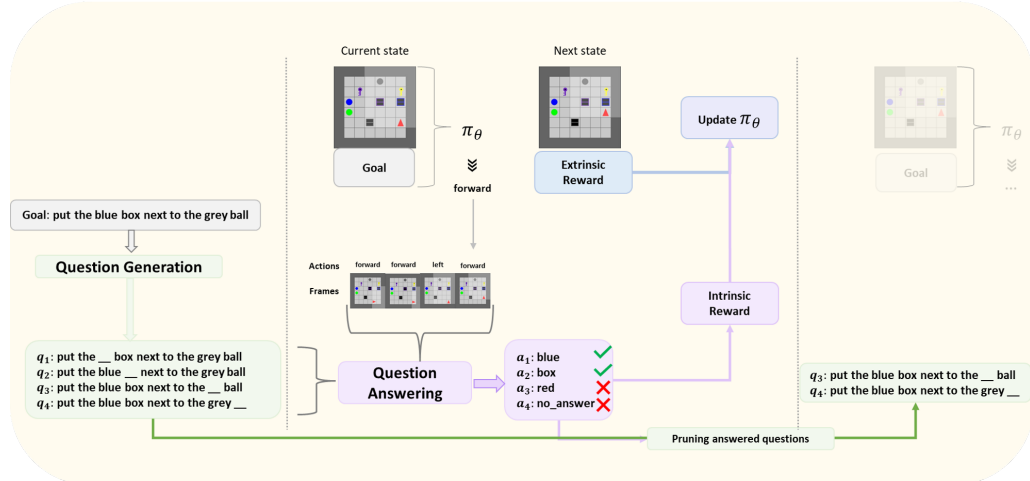 Current state
Next state
π_θ
Goal
forward
Extrinsic
Reward
Update π_θ
Goal
π_θ
...
Goal: put the blue box next to the grey ball
Question Generation
Actions forward forward left forward
Frames
Intrinsic
Reward
q₁: put the __ box next to the grey ball
q₂: put the blue __ next to the grey ball
q₃: put the blue box next to the __ ball
q₄: put the blue box next to the grey __
Question
Answering
a₁: blue
a₂: box
a₃: red
a₄: no_answer
q₃: put the blue box next to the __ ball
q₄: put the blue box next to the grey __
Pruning answered questions